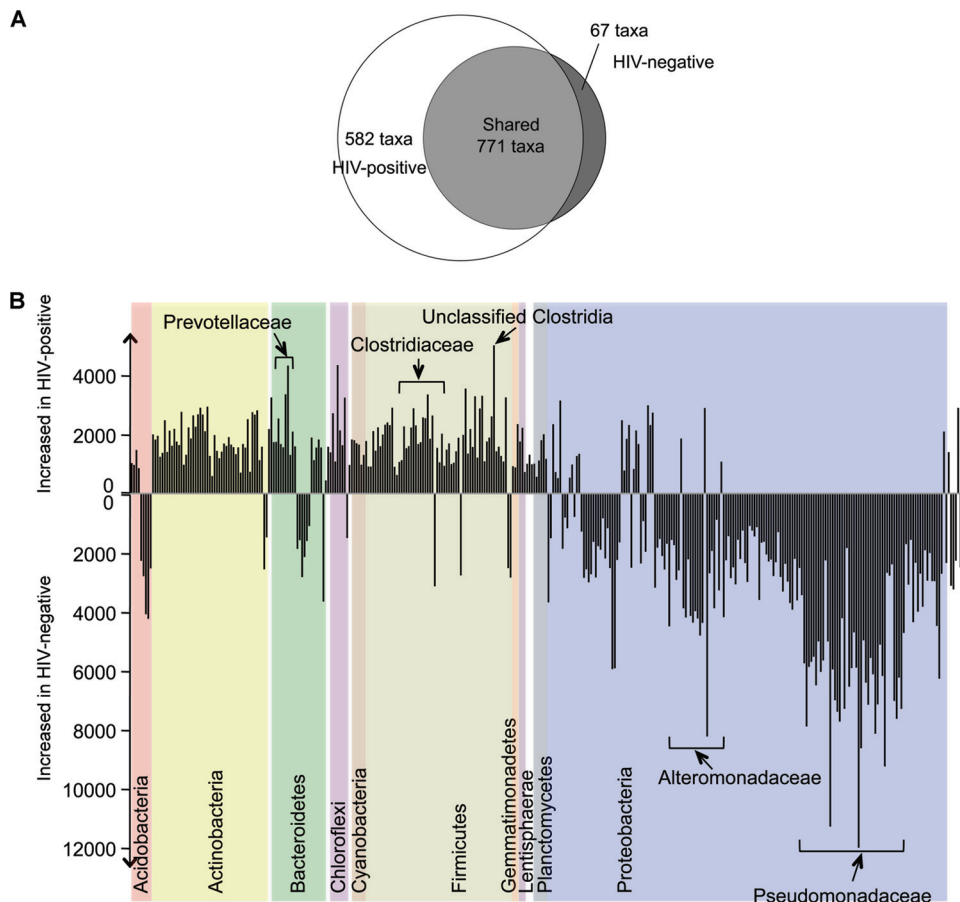 A
67 taxa
HIV-negative
Shared
771 taxa
582 taxa
HIV-positive
B
Increased in HIV-positive
Increased in HIV-negative
4000
2000
0
0
2000
4000
6000
8000
10000
12000
Prevotellaceae
Clostridiaceae
Unclassified Clostridia
Alteromonadaceae
Pseudomonadaceae
Acidobacteria
Actinobacteria
Bacteroidetes
Chloroflexi
Cyanobacteria
Firmicutes
Gemmatimonadetes
Lentisphaerae
Planctomycetes
Proteobacteria